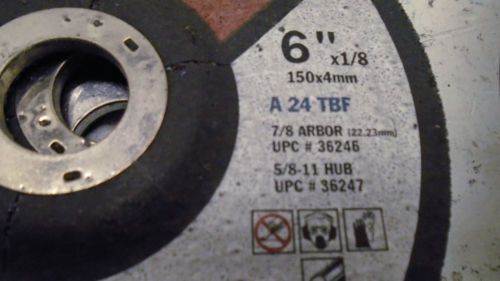 6" x1/8
150x4mm
A 24 TBF
7/8 ARBOR (22.23mm)
UPC # 36246
5/8-11 HUB
UPC # 36247